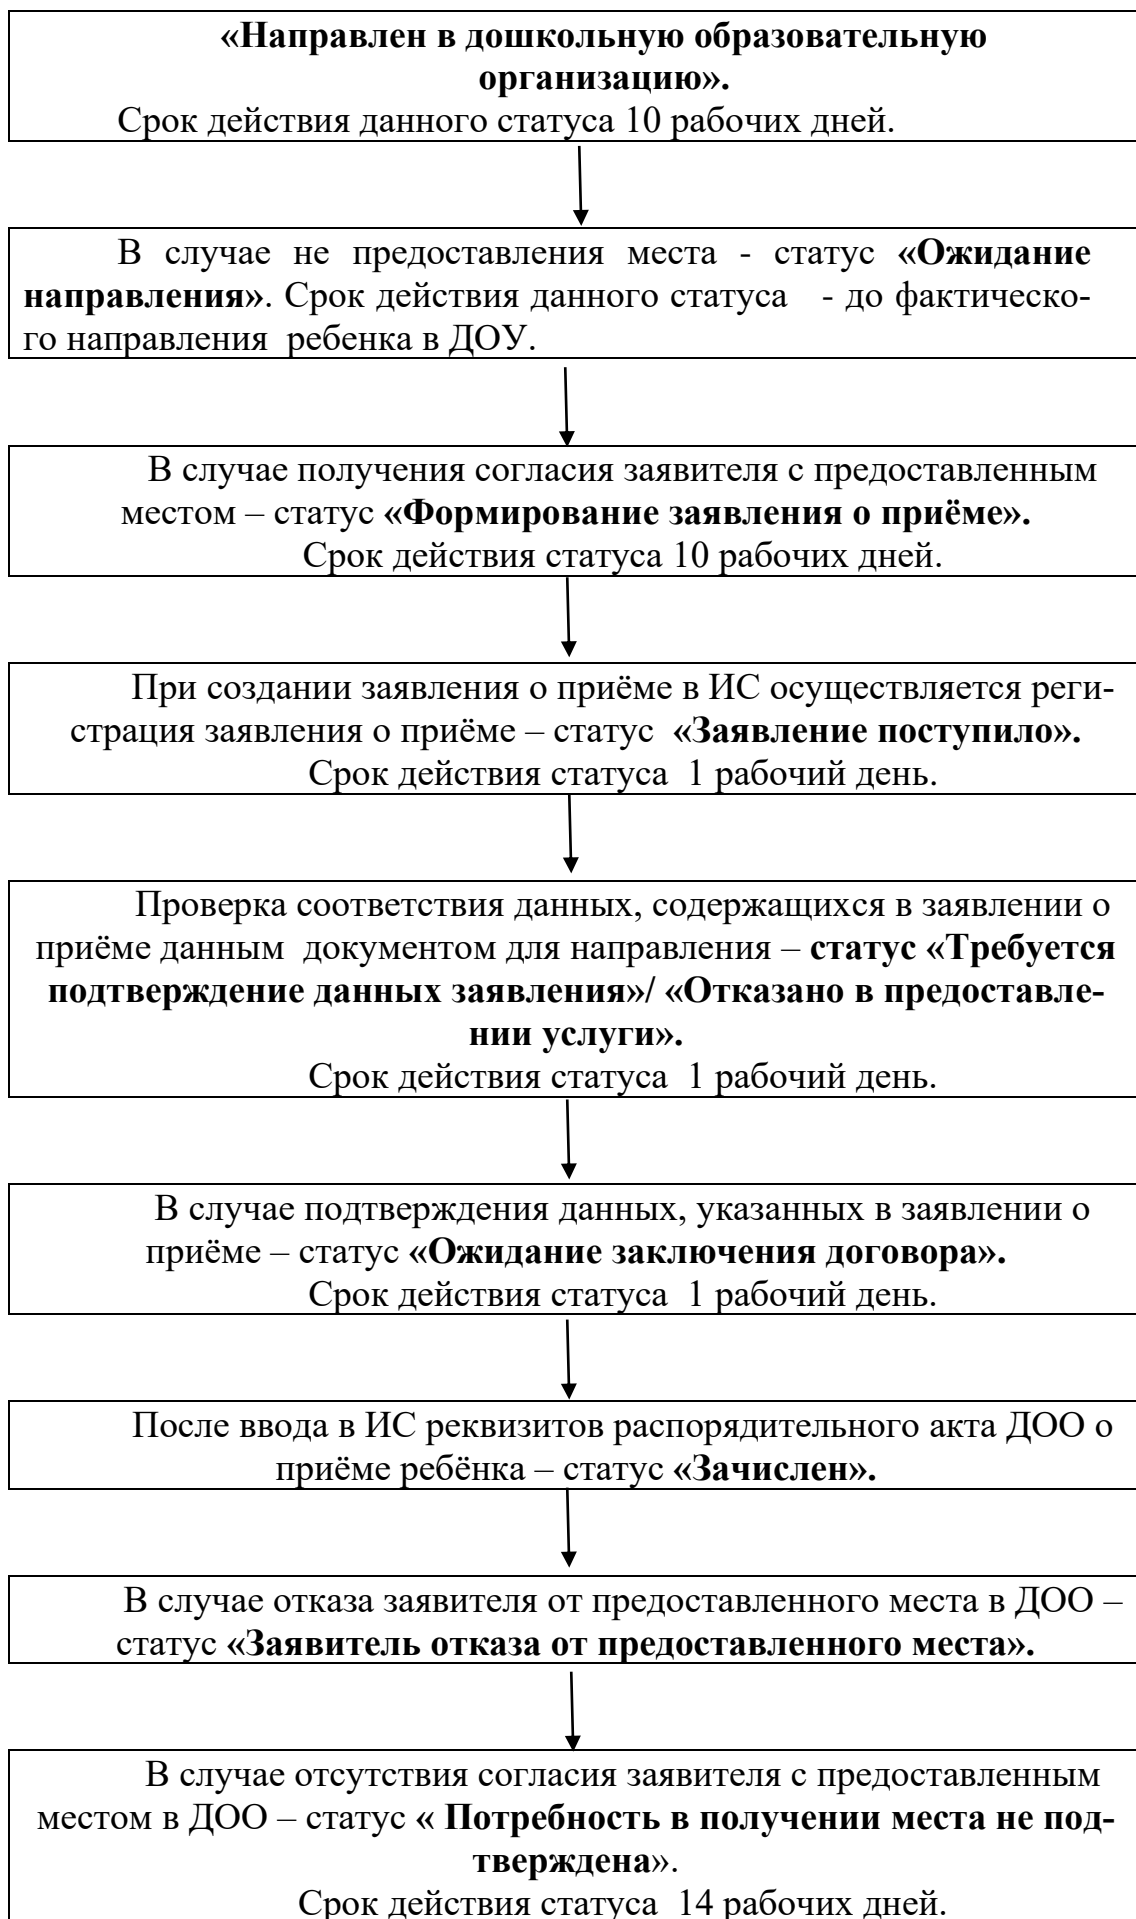 «Направлен в дошкольную образовательную
организацию».
Срок действия данного статуса 10 рабочих дней.
В случае не предоставления места - статус «Ожидание
направления». Срок действия данного статуса - до фактическо-
го направления ребенка в ДОУ.
В случае получения согласия заявителя с предоставленным
местом – статус «Формирование заявления о приёме».
Срок действия статуса 10 рабочих дней.
При создании заявления о приёме в ИС осуществляется реги-
страция заявления о приёме – статус «Заявление поступило».
Срок действия статуса 1 рабочий день.
Проверка соответствия данных, содержащихся в заявлении о
приёме данным документом для направления – статус «Требуется
подтверждение данных заявления»/ «Отказано в предоставле-
нии услуги».
Срок действия статуса 1 рабочий день.
В случае подтверждения данных, указанных в заявлении о
приёме – статус «Ожидание заключения договора».
Срок действия статуса 1 рабочий день.
После ввода в ИС реквизитов распорядительного акта ДОО о
приёме ребёнка – статус «Зачислен».
В случае отказа заявителя от предоставленного места в ДОО –
статус «Заявитель отказа от предоставленного места».
В случае отсутствия согласия заявителя с предоставленным
местом в ДОО – статус « Потребность в получении места не под-
тверждена».
Срок действия статуса 14 рабочих дней.